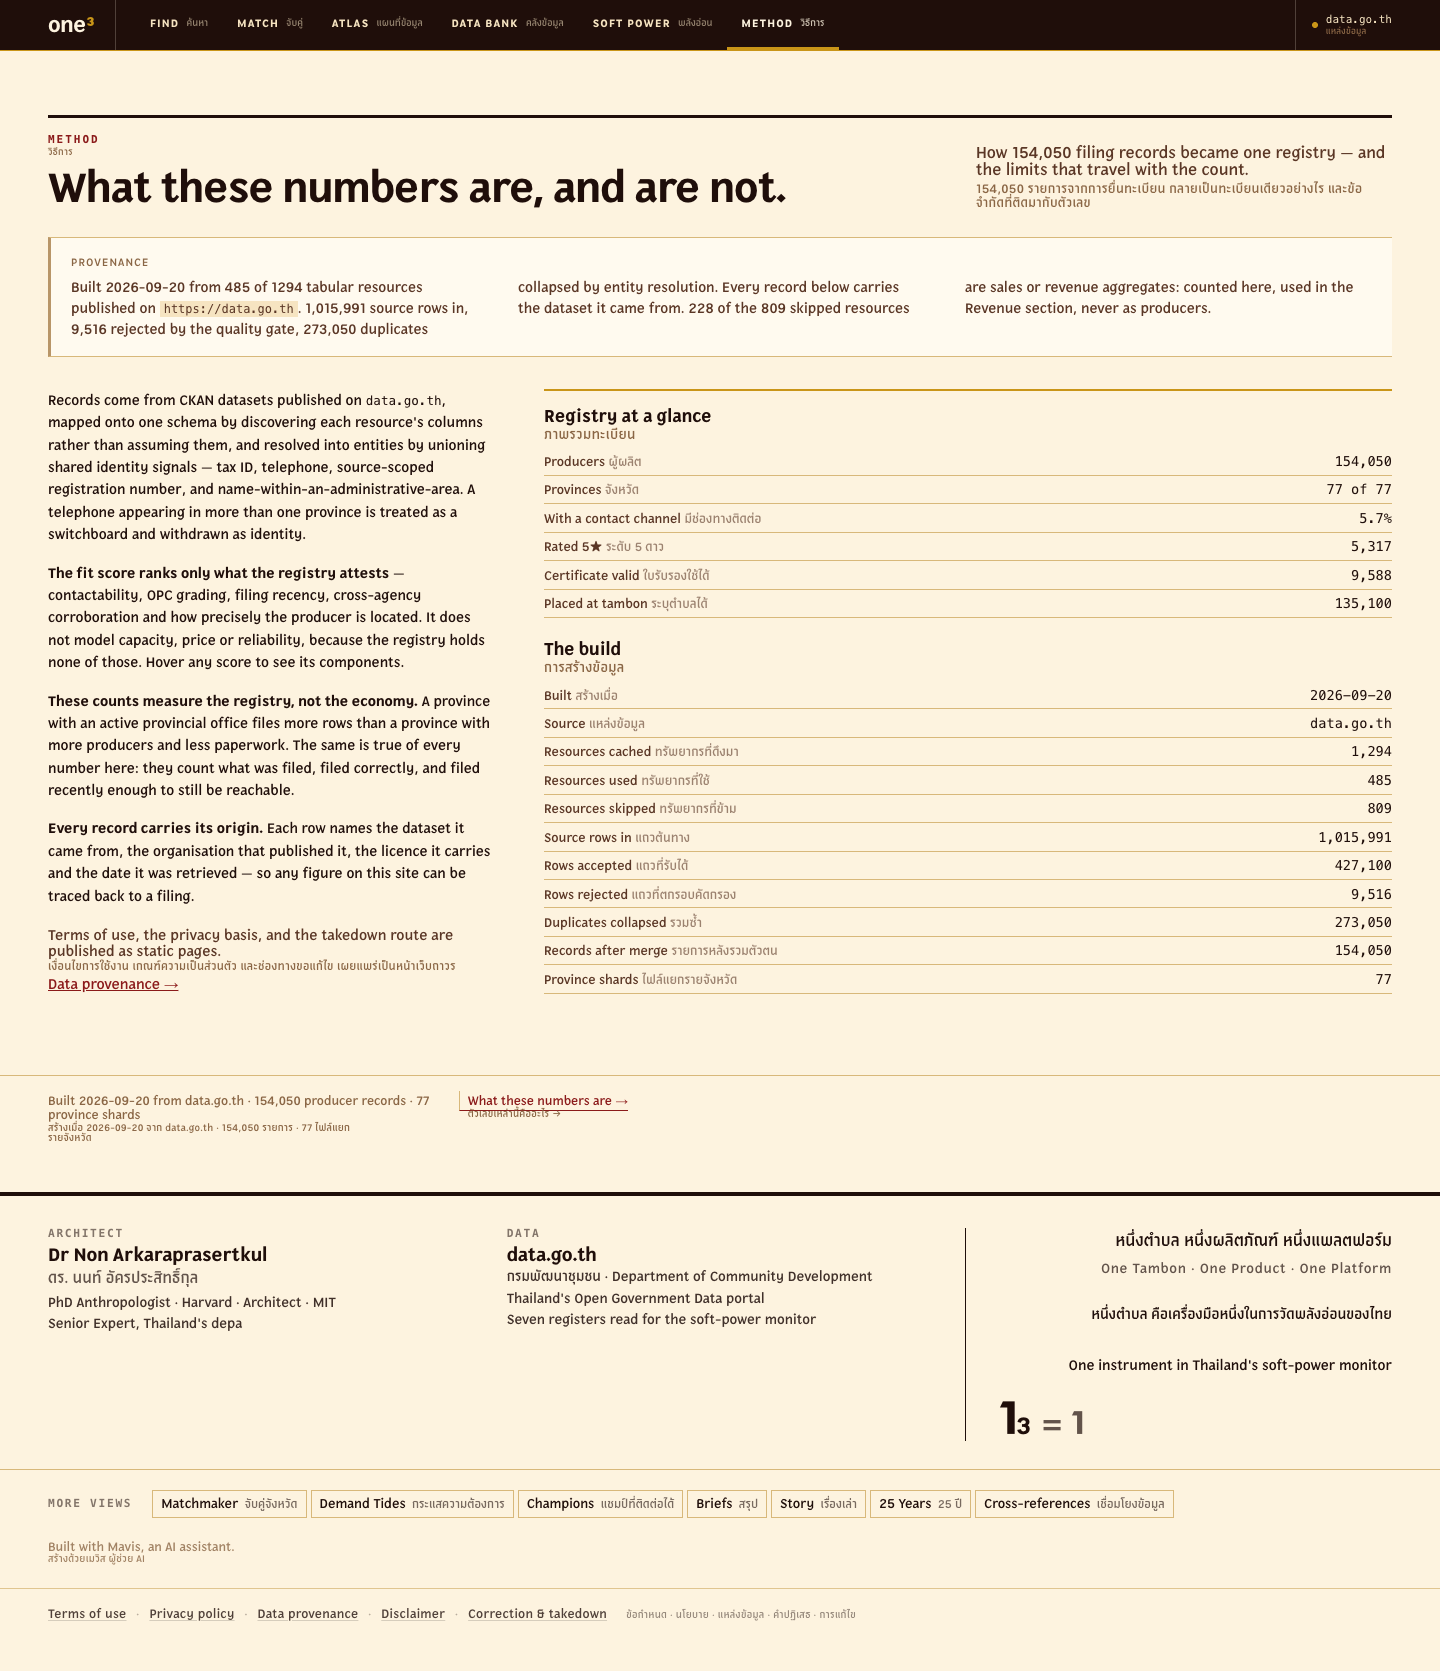 one³
FIND ค้นหา
MATCH จับคู่
ATLAS แผนที่ข้อมูล
DATA BANK คลังข้อมูล
SOFT POWER พลังอ่อน
METHOD วิธีการ
data.go.th
แหล่งข้อมูล
METHOD
วิธีการ
What these numbers are, and are not.
How 154,050 filing records became one registry — and
the limits that travel with the count.
154,050 รายการจากการยื่นทะเบียน กลายเป็นทะเบียนเดียวอย่างไร และข้อ
จำกัดที่ติดมากับตัวเลข
PROVENANCE
Built 2026-09-20 from 485 of 1294 tabular resources
published on https://data.go.th. 1,015,991 source rows in,
9,516 rejected by the quality gate, 273,050 duplicates
collapsed by entity resolution. Every record below carries
the dataset it came from. 228 of the 809 skipped resources
are sales or revenue aggregates: counted here, used in the
Revenue section, never as producers.
Records come from CKAN datasets published on data.go.th,
mapped onto one schema by discovering each resource's columns
rather than assuming them, and resolved into entities by unioning
shared identity signals — tax ID, telephone, source-scoped
registration number, and name-within-an-administrative-area. A
telephone appearing in more than one province is treated as a
switchboard and withdrawn as identity.
The fit score ranks only what the registry attests —
contactability, OPC grading, filing recency, cross-agency
corroboration and how precisely the producer is located. It does
not model capacity, price or reliability, because the registry holds
none of those. Hover any score to see its components.
These counts measure the registry, not the economy. A province
with an active provincial office files more rows than a province with
more producers and less paperwork. The same is true of every
number here: they count what was filed, filed correctly, and filed
recently enough to still be reachable.
Every record carries its origin. Each row names the dataset it
came from, the organisation that published it, the licence it carries
and the date it was retrieved — so any figure on this site can be
traced back to a filing.
Terms of use, the privacy basis, and the takedown route are
published as static pages.
เงื่อนไขการใช้งาน เกณฑ์ความเป็นส่วนตัว และช่องทางขอแก้ไข เผยแพร่เป็นหน้าเว็บถาวร
Data provenance →
Registry at a glance
ภาพรวมทะเบียน
Producers ผู้ผลิต 154,050
Provinces จังหวัด 77 of 77
With a contact channel มีช่องทางติดต่อ 5.7%
Rated 5★ ระดับ 5 ดาว 5,317
Certificate valid ใบรับรองใช้ได้ 9,588
Placed at tambon ระบุตำบลได้ 135,100
The build
การสร้างข้อมูล
Built สร้างเมื่อ 2026-09-20
Source แหล่งข้อมูล data.go.th
Resources cached ทรัพยากรที่ดึงมา 1,294
Resources used ทรัพยากรที่ใช้ 485
Resources skipped ทรัพยากรที่ข้าม 809
Source rows in แถวต้นทาง 1,015,991
Rows accepted แถวที่รับได้ 427,100
Rows rejected แถวที่ตกรอบคัดกรอง 9,516
Duplicates collapsed รวมซ้ำ 273,050
Records after merge รายการหลังรวมตัวตน 154,050
Province shards ไฟล์แยกรายจังหวัด 77
Built 2026-09-20 from data.go.th · 154,050 producer records · 77
province shards
สร้างเมื่อ 2026-09-20 จาก data.go.th · 154,050 รายการ · 77 ไฟล์แยก
รายจังหวัด
What these numbers are →
ตัวเลขเหล่านี้คืออะไร →
ARCHITECT
Dr Non Arkaraprasertkul
ดร. นนท์ อัครประสิทธิ์กุล
PhD Anthropologist · Harvard · Architect · MIT
Senior Expert, Thailand's depa
DATA
data.go.th
กรมพัฒนาชุมชน · Department of Community Development
Thailand's Open Government Data portal
Seven registers read for the soft-power monitor
หนึ่งตำบล หนึ่งผลิตภัณฑ์ หนึ่งแพลตฟอร์ม
One Tambon · One Product · One Platform
หนึ่งตำบล คือเครื่องมือหนึ่งในการวัดพลังอ่อนของไทย
One instrument in Thailand's soft-power monitor
1₃ = 1
MORE VIEWS
Matchmaker จับคู่จังหวัด
Demand Tides กระแสความต้องการ
Champions แชมป์ที่ติดต่อได้
Briefs สรุป
Story เรื่องเล่า
25 Years 25 ปี
Cross-references เชื่อมโยงข้อมูล
Built with Mavis, an AI assistant.
สร้างด้วยเมวิส ผู้ช่วย AI
Terms of use · Privacy policy · Data provenance · Disclaimer · Correction & takedown ข้อกำหนด · นโยบาย · แหล่งข้อมูล · คำปฏิเสธ · การแก้ไข